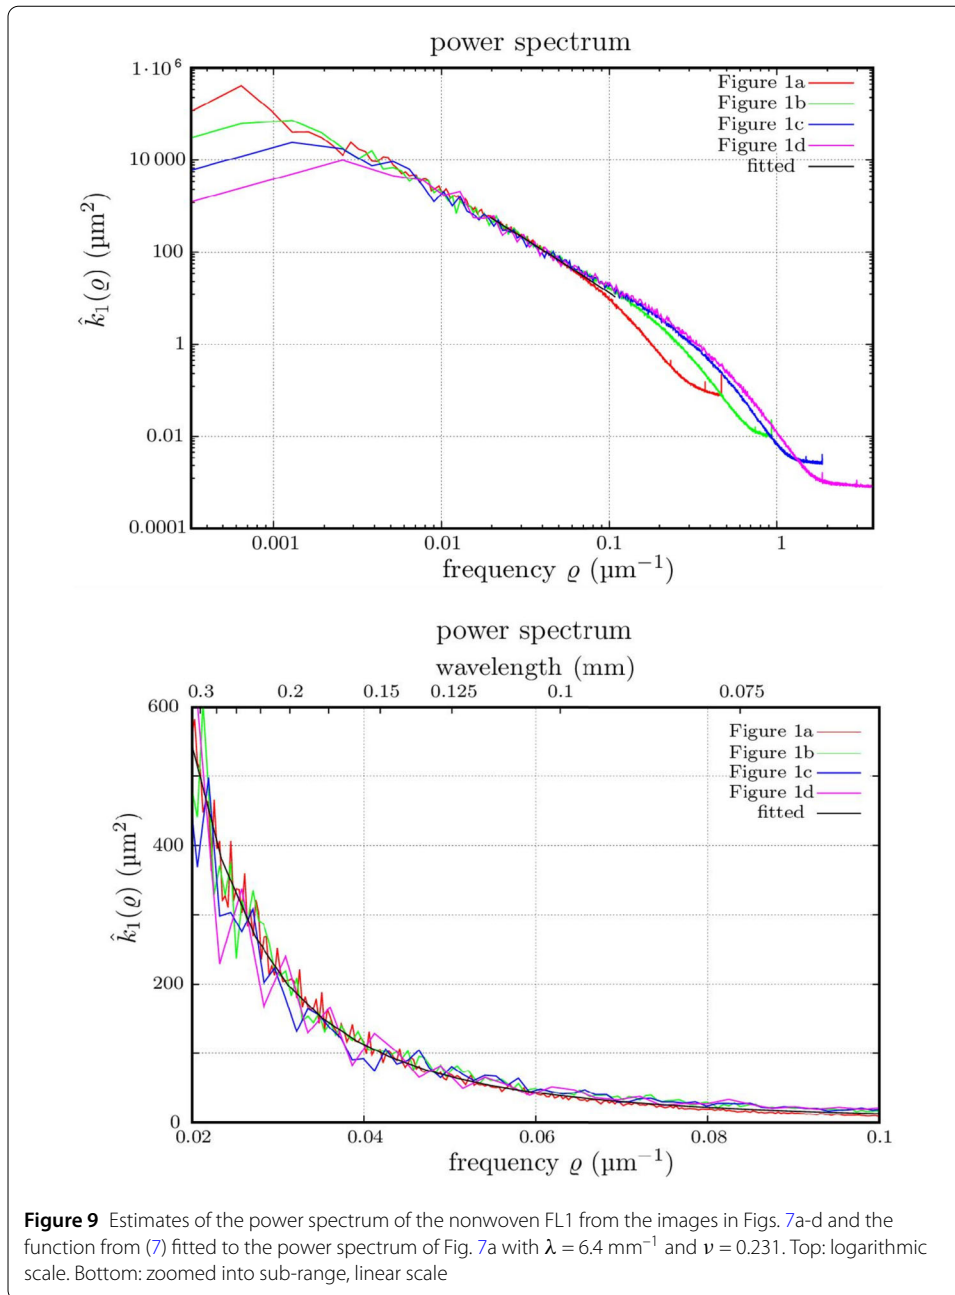 power spectrum
1·10⁶
10 000
100
1
0.01
0.0001
k̂₁(ϱ) (µm²)
Figure 1a
Figure 1b
Figure 1c
Figure 1d
fitted
0.001 0.01 0.1 1
frequency ϱ (µm⁻¹)
power spectrum
wavelength (mm)
0.3 0.2 0.15 0.125 0.1 0.075
600
400
200
0
k̂₁(ϱ) (µm²)
Figure 1a
Figure 1b
Figure 1c
Figure 1d
fitted
0.02 0.04 0.06 0.08 0.1
frequency ϱ (µm⁻¹)
Figure 9 Estimates of the power spectrum of the nonwoven FL1 from the images in Figs. 7a-d and the
function from (7) fitted to the power spectrum of Fig. 7a with λ = 6.4 mm⁻¹ and ν = 0.231. Top: logarithmic
scale. Bottom: zoomed into sub-range, linear scale